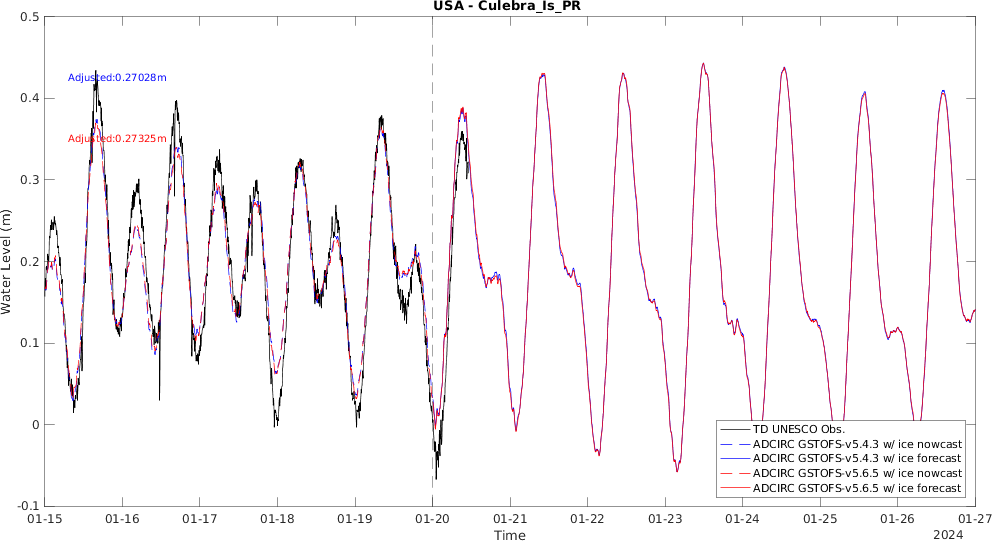 USA - Culebra_Is_PR
0.5
0.4
0.3
0.2
0.1
0
-0.1
Water Level (m)
Adjusted:0.27028m
Adjusted:0.27325m
TD UNESCO Obs.
ADCIRC GSTOFS-v5.4.3 w/ ice nowcast
ADCIRC GSTOFS-v5.4.3 w/ ice forecast
ADCIRC GSTOFS-v5.6.5 w/ ice nowcast
ADCIRC GSTOFS-v5.6.5 w/ ice forecast
01-15 01-16 01-17 01-18 01-19 01-20 01-21 01-22 01-23 01-24 01-25 01-26 01-27
Time
2024